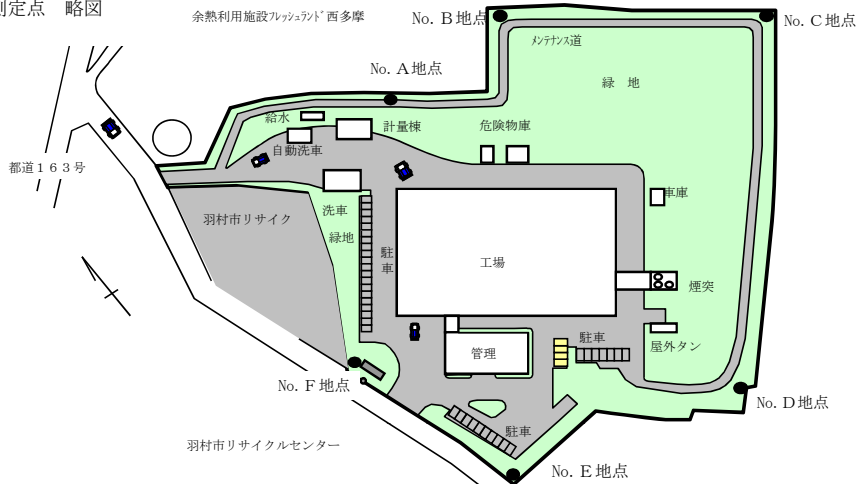 測定点　略図
余熱利用施設ﾌﾚｯｼｭﾗﾝﾄﾞ西多摩
No. B地点
No. C地点
ﾒﾝﾃﾅﾝｽ道
No. A地点
緑　地
給水
計量棟
危険物庫
自動洗車
都道１６３号
車庫
羽村市リサイク
洗車
緑地
駐車
工場
煙突
駐車
管理
屋外タン
No. F地点
No. D地点
駐車
羽村市リサイクルセンター
No. E地点